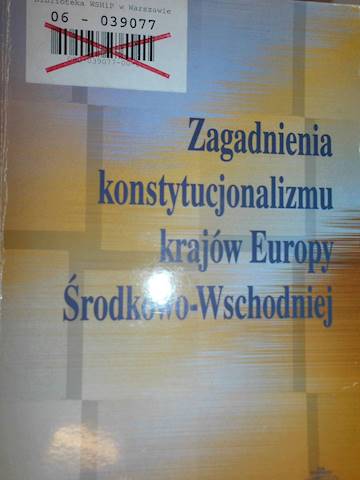 Biblioteka WSHiP w Warszawie
06 - 039077
Zagadnienia
konstytucjonalizmu
krajów Europy
Środkowo-Wschodniej